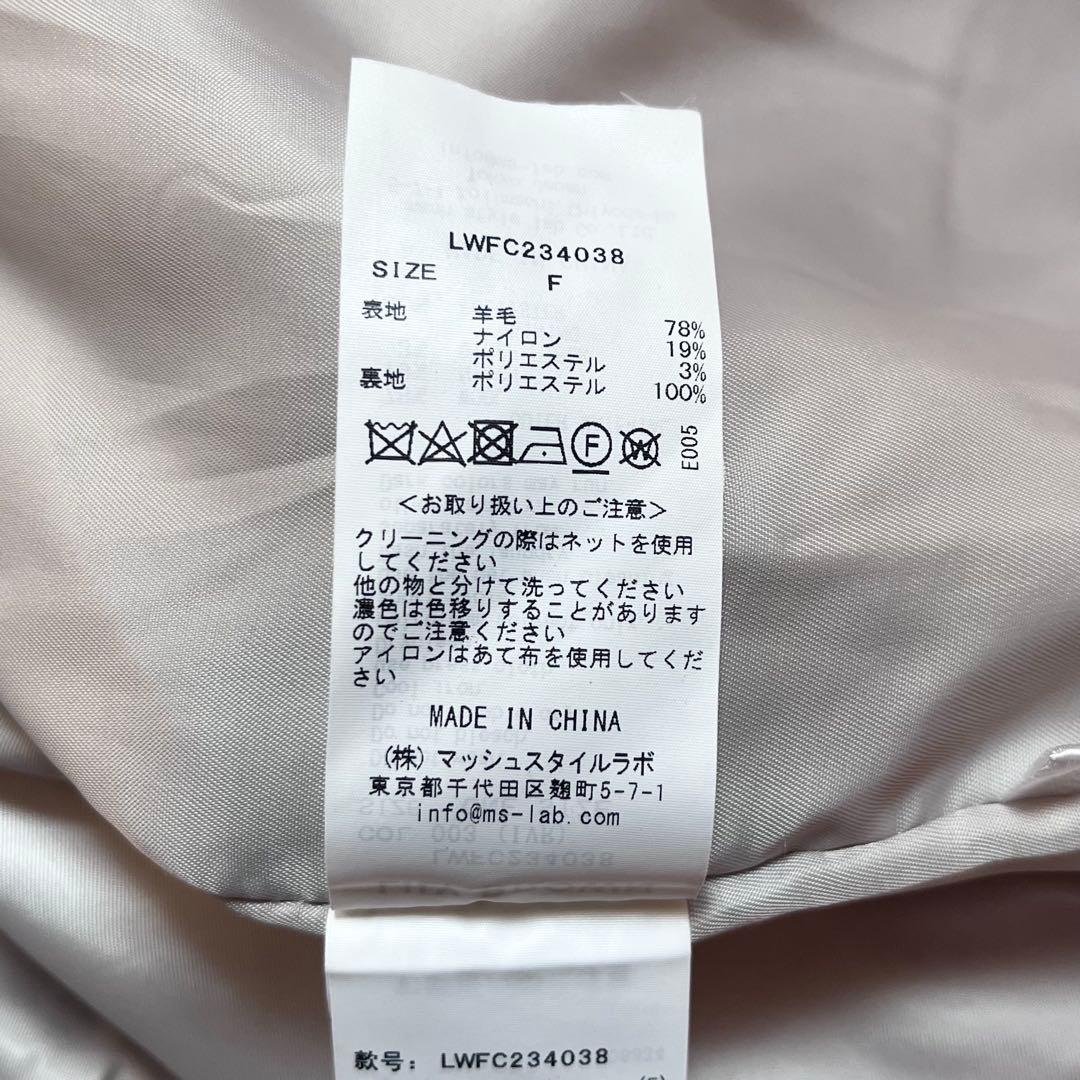 LWFC234038
SIZE F
表地 羊毛 78%
ナイロン 19%
ポリエステル 3%
裏地 ポリエステル 100%
F W E005
<お取り扱い上のご注意>
クリーニングの際はネットを使用
してください
他の物と分けて洗ってください
濃色は色移りすることがあります
のでご注意ください
アイロンはあて布を使用してくだ
さい
MADE IN CHINA
(株)マッシュスタイルラボ
東京都千代田区麹町5-7-1
info@ms-lab.com
COL 003 (IVR)
LWFC234038
款号: LWFC234038